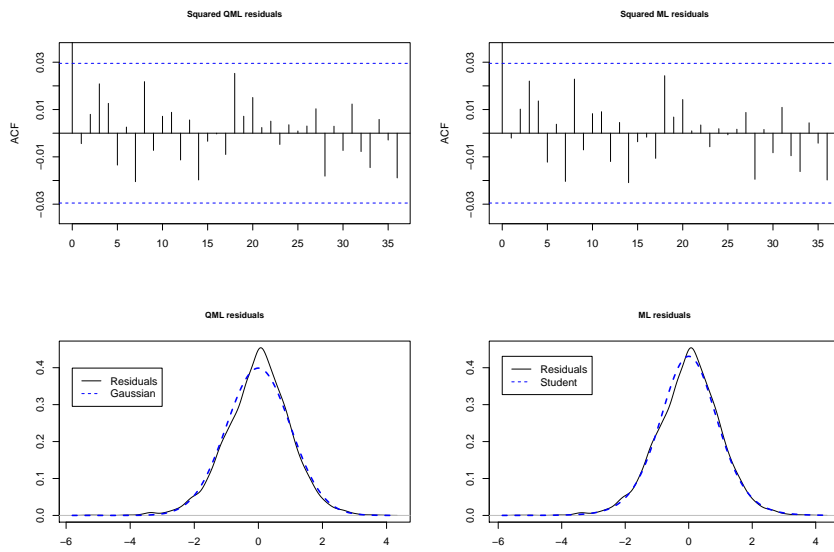 Squared QML residuals
Squared ML residuals
ACF
0.03
0.01
−0.01
−0.03
0 5 10 15 20 25 30 35
ACF
0.03
0.01
−0.01
−0.03
0 5 10 15 20 25 30 35
QML residuals
ML residuals
0.4
0.3
0.2
0.1
0.0
Residuals
Gaussian
−6 −4 −2 0 2 4
0.4
0.3
0.2
0.1
0.0
Residuals
Student
−6 −4 −2 0 2 4